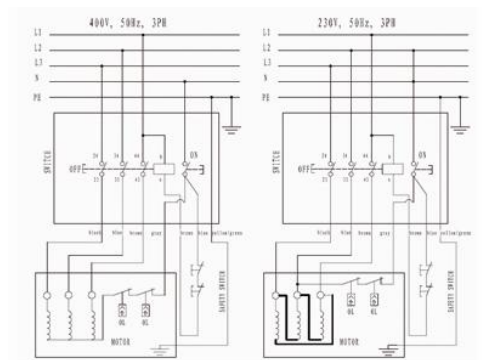 400V, 50Hz, 3PH
L1
L2
L3
N
PE
SWITCH
OFF
ON
black
blue
brown
gray
brown
blue
yellow/green
SAFETY SWITCH
OL
OL
MOTOR
230V, 50Hz, 3PH
L1
L2
L3
N
PE
SWITCH
OFF
ON
black
blue
brown
gray
brown
blue
yellow/green
SAFETY SWITCH
OL
OL
MOTOR